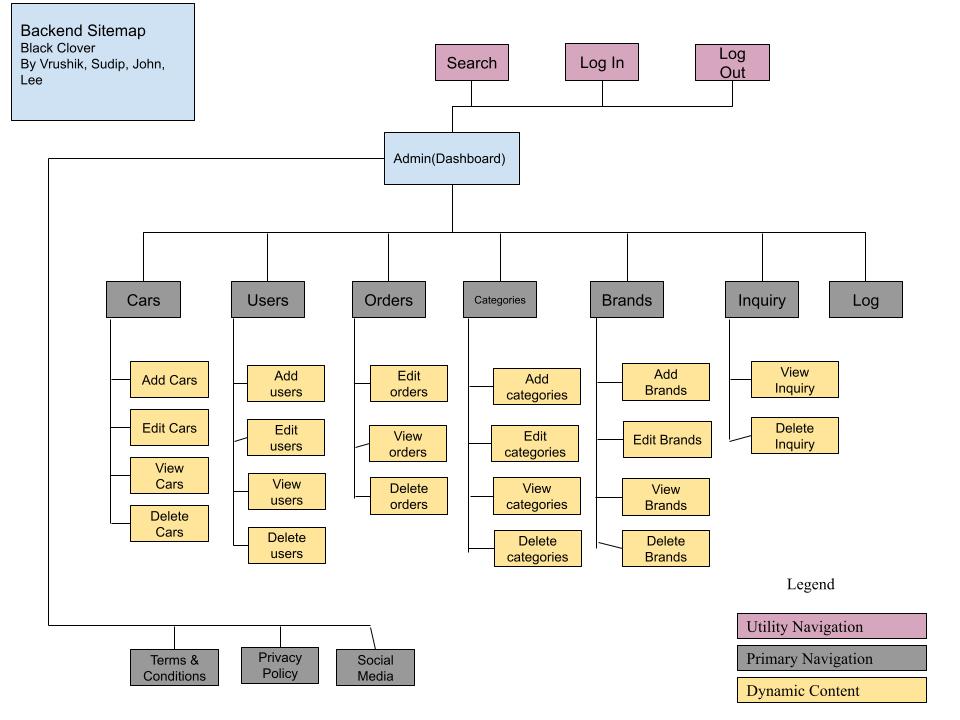 Backend Sitemap
Black Clover
By Vrushik, Sudip, John,
Lee
Search
Log In
Log
Out
Admin(Dashboard)
Cars
Users
Orders
Categories
Brands
Inquiry
Log
Add Cars
Edit Cars
View
Cars
Delete
Cars
Add
users
Edit
users
View
users
Delete
users
Edit
orders
View
orders
Delete
orders
Add
categories
Edit
categories
View
categories
Delete
categories
Add
Brands
Edit Brands
View
Brands
Delete
Brands
View
Inquiry
Delete
Inquiry
Terms &
Conditions
Privacy
Policy
Social
Media
Legend
Utility Navigation
Primary Navigation
Dynamic Content